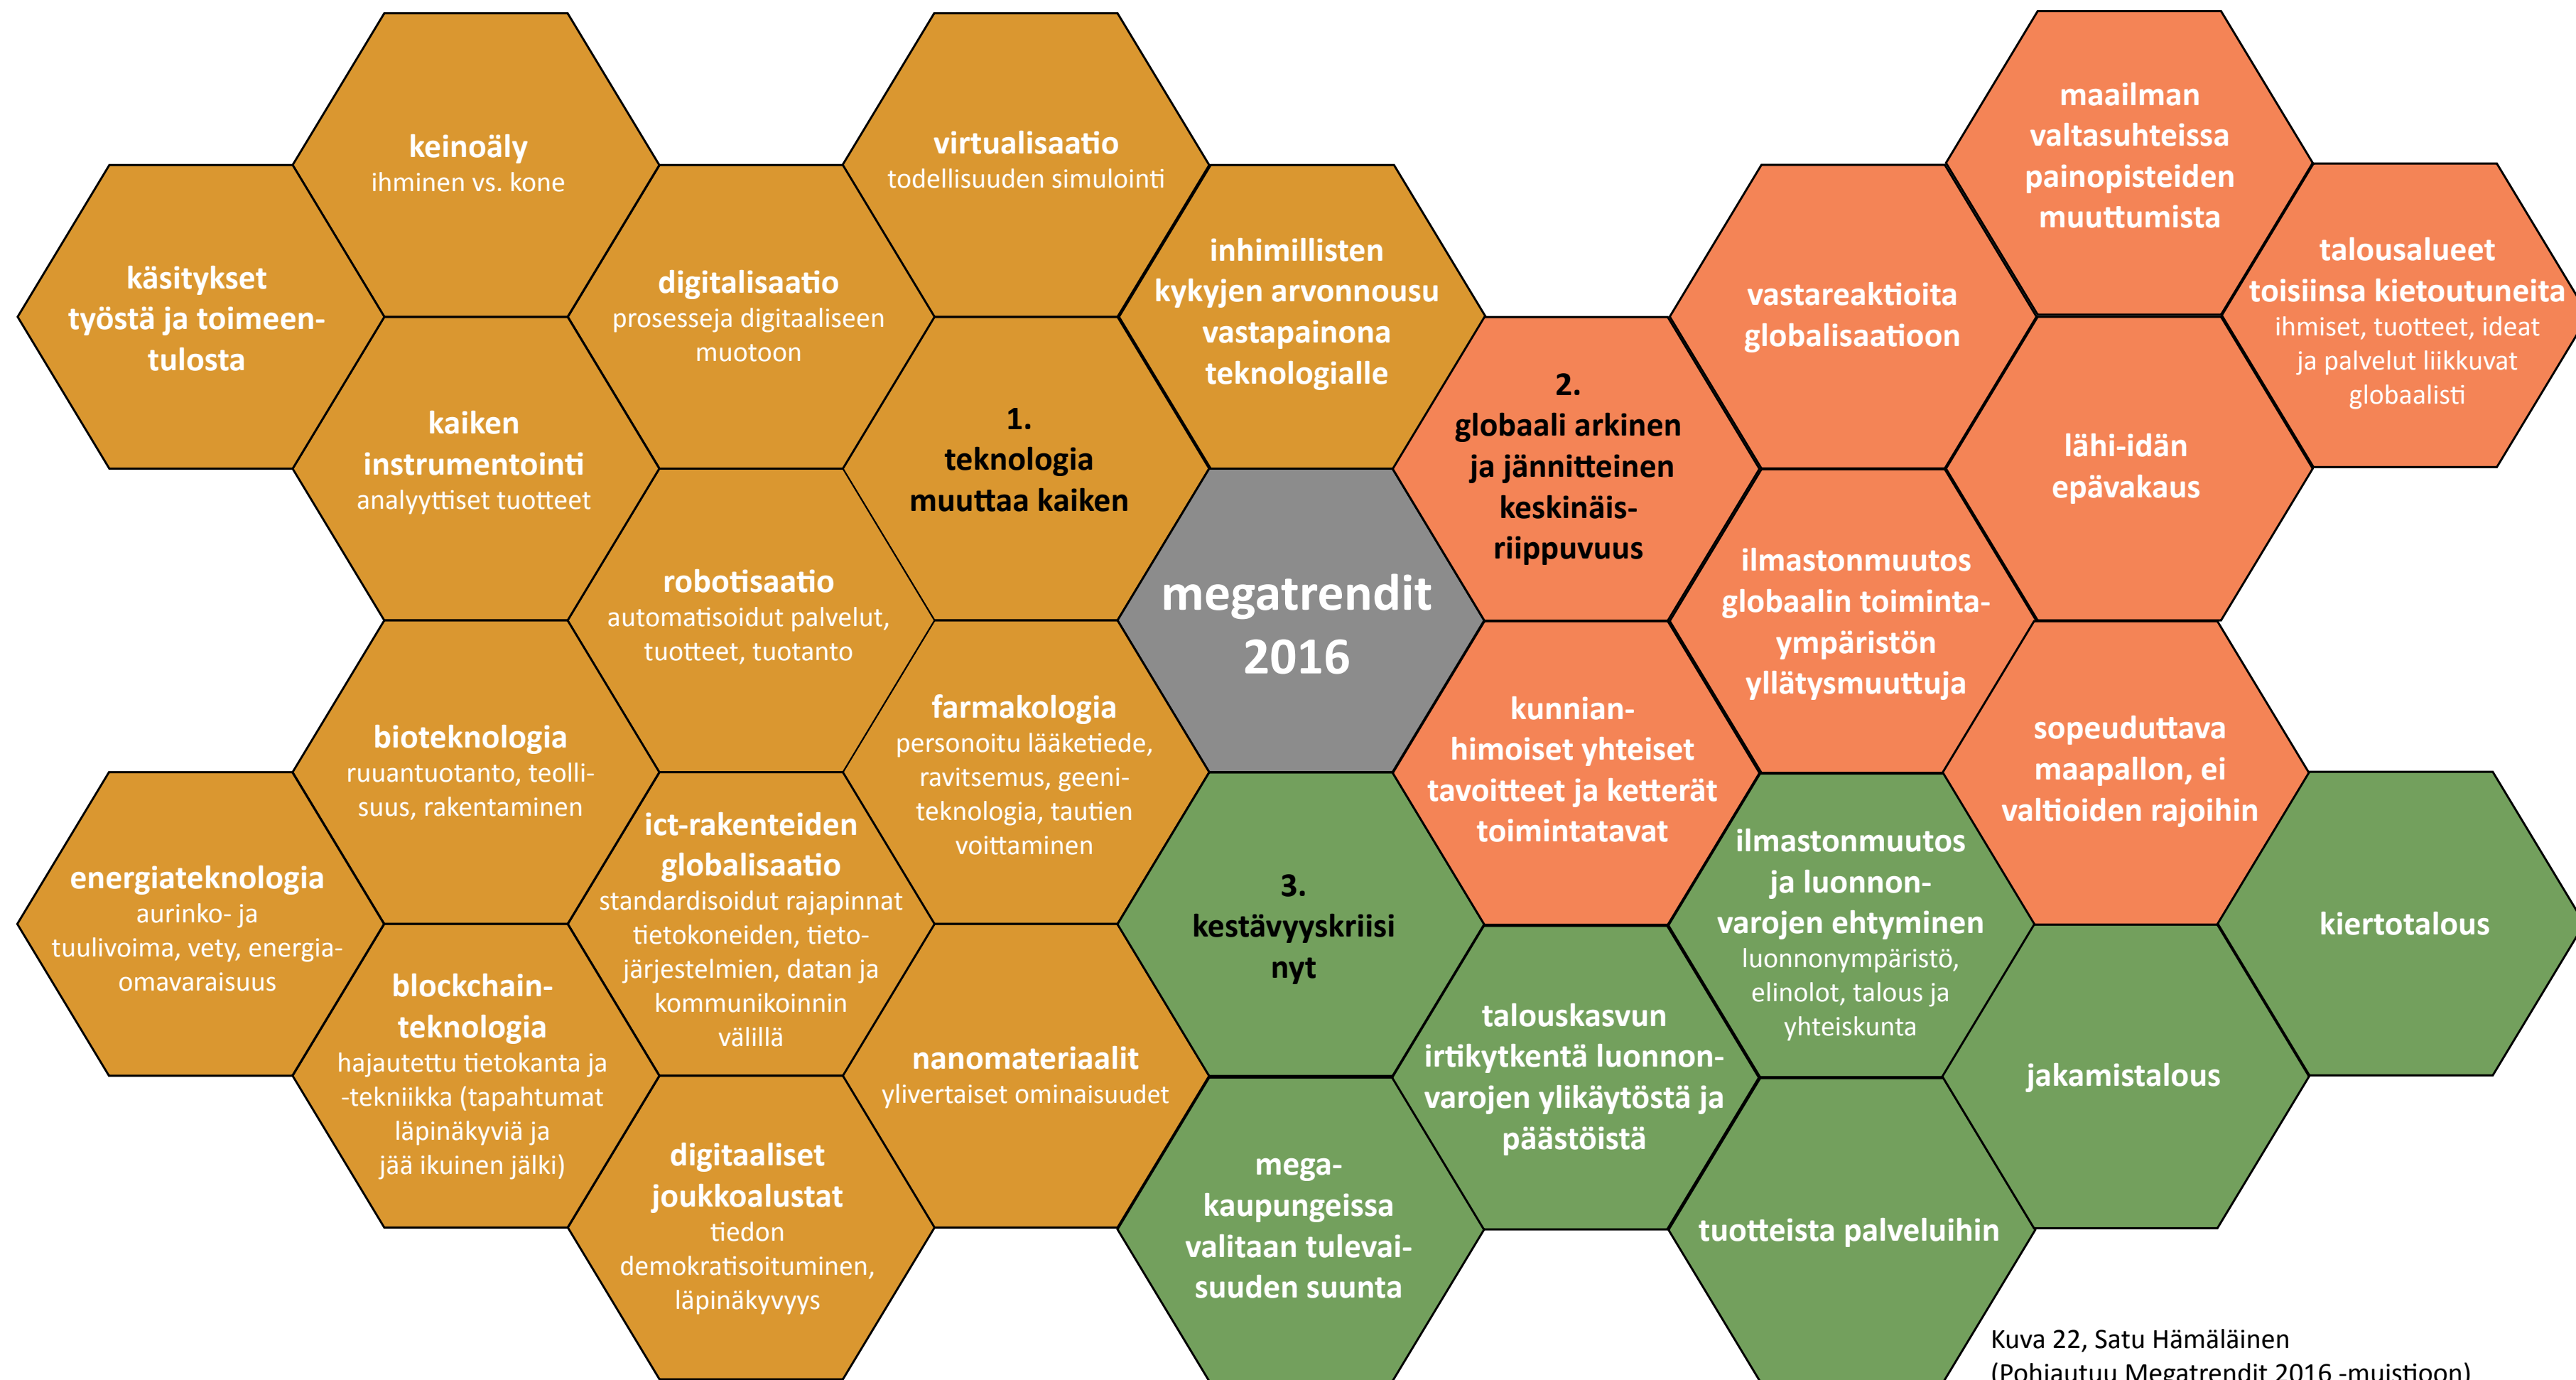 keinoäly
ihminen vs. kone
virtualisaatio
todellisuuden simulointi
käsitykset
työstä ja toimeen-
tulosta
digitalisaatio
prosesseja digitaaliseen
muotoon
inhimillisten
kykyjen arvonnousu
vastapainona
teknologialle
kaiken
instrumentointi
analyyttiset tuotteet
1.
teknologia
muuttaa kaiken
robotisaatio
automatisoidut palvelut,
tuotteet, tuotanto
megatrendit
2016
bioteknologia
ruuantuotanto, teolli-
suus, rakentaminen
farmakologia
personoitu lääketiede,
ravitsemus, geeni-
teknologia, tautien
voittaminen
energiateknologia
aurinko- ja
tuulivoima, vety, energia-
omavaraisuus
ict-rakenteiden
globalisaatio
standardisoidut rajapinnat
tietokoneiden, tieto-
järjestelmien, datan ja
kommunikoinnin
välillä
blockchain-
teknologia
hajautettu tietokanta ja
-tekniikka (tapahtumat
läpinäkyviä ja
jää ikuinen jälki)
nanomateriaalit
ylivertaiset ominaisuudet
digitaaliset
joukkoalustat
tiedon
demokratisoituminen,
läpinäkyvyys
maailman
valtasuhteissa
painopisteiden
muuttumista
vastareaktioita
globalisaatioon
talousalueet
toisiinsa kietoutuneita
ihmiset, tuotteet, ideat
ja palvelut liikkuvat
globaalisti
2.
globaali arkinen
ja jännitteinen
keskinäis-
riippuvuus
lähi-idän
epävakaus
ilmastonmuutos
globaalin toiminta-
ympäristön
yllätysmuuttuja
kunnian-
himoiset yhteiset
tavoitteet ja ketterät
toimintatavat
sopeuduttava
maapallon, ei
valtioiden rajoihin
3.
kestävyyskriisi
nyt
ilmastonmuutos
ja luonnon-
varojen ehtyminen
luonnonympäristö,
elinolot, talous ja
yhteiskunta
kiertotalous
talouskasvun
irtikytkentä luonnon-
varojen ylikäytöstä ja
päästöistä
jakamistalous
mega-
kaupungeissa
valitaan tulevai-
suuden suunta
tuotteista palveluihin
Kuva 22, Satu Hämäläinen
(Pohjautuu Megatrendit 2016 -muistioon)